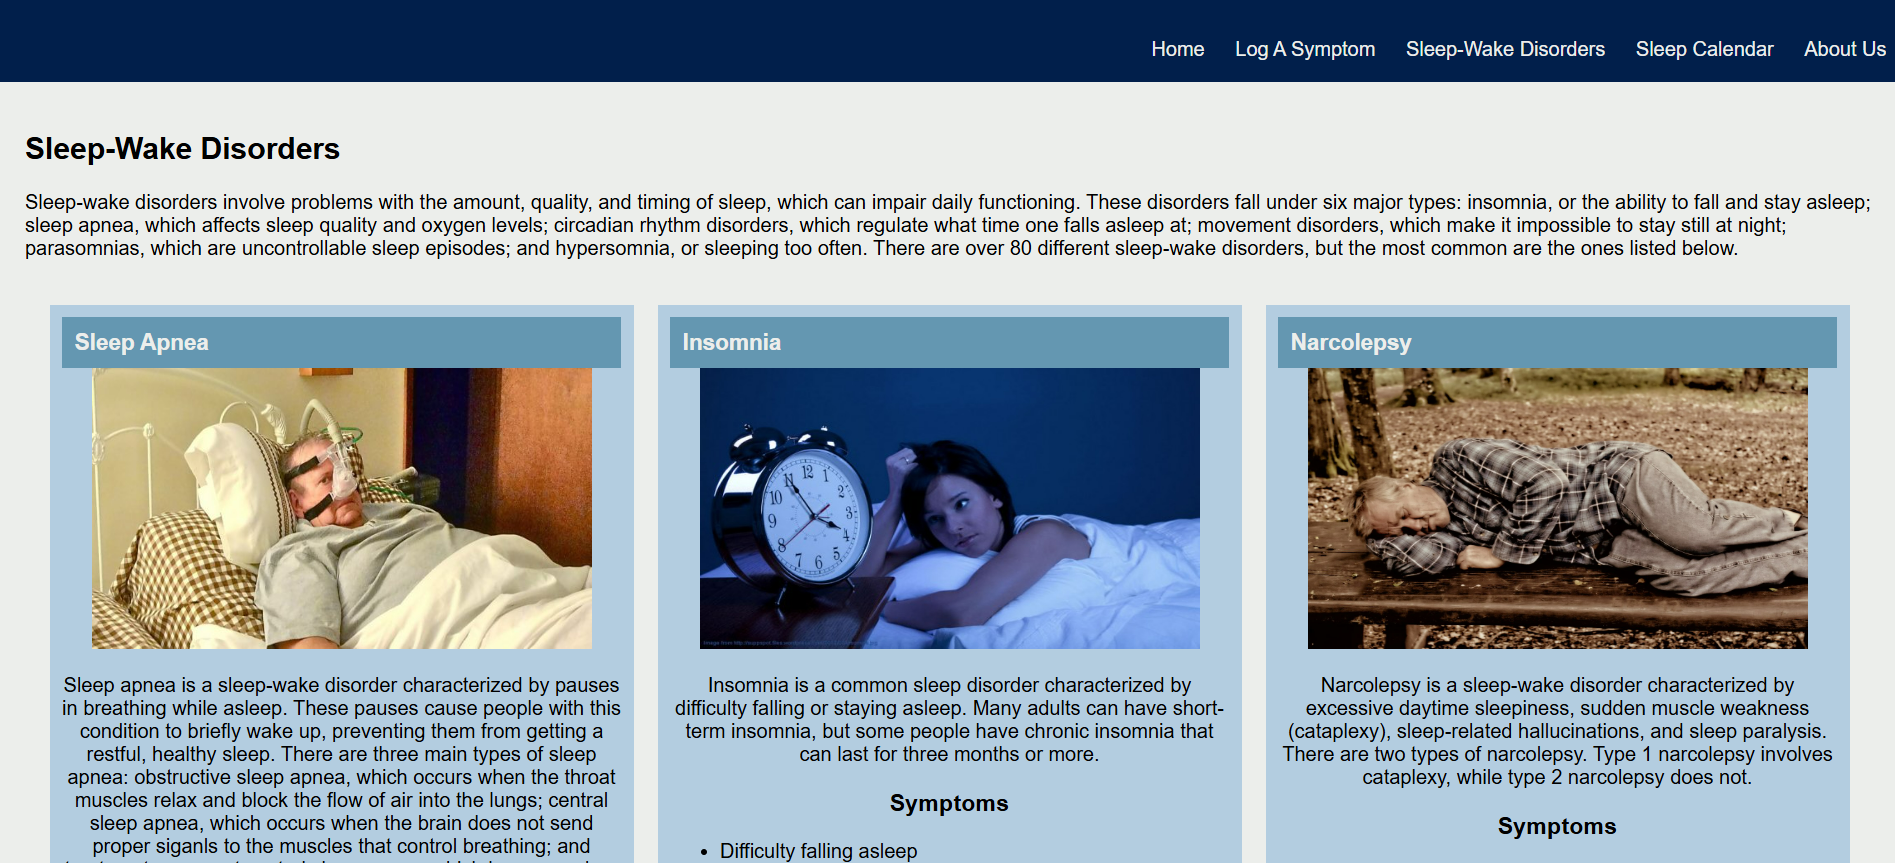 Home Log A Symptom Sleep-Wake Disorders Sleep Calendar About Us
Sleep-Wake Disorders
Sleep-wake disorders involve problems with the amount, quality, and timing of sleep, which can impair daily functioning. These disorders fall under six major types: insomnia, or the ability to fall and stay asleep;
sleep apnea, which affects sleep quality and oxygen levels; circadian rhythm disorders, which regulate what time one falls asleep at; movement disorders, which make it impossible to stay still at night;
parasomnias, which are uncontrollable sleep episodes; and hypersomnia, or sleeping too often. There are over 80 different sleep-wake disorders, but the most common are the ones listed below.
Sleep Apnea
Sleep apnea is a sleep-wake disorder characterized by pauses
in breathing while asleep. These pauses cause people with this
condition to briefly wake up, preventing them from getting a
restful, healthy sleep. There are three main types of sleep
apnea: obstructive sleep apnea, which occurs when the throat
muscles relax and block the flow of air into the lungs; central
sleep apnea, which occurs when the brain does not send
proper siganls to the muscles that control breathing; and
Insomnia
12
1
2
3
4
5
6
7
8
9
10
11
Insomnia is a common sleep disorder characterized by
difficulty falling or staying asleep. Many adults can have short-
term insomnia, but some people have chronic insomnia that
can last for three months or more.
Symptoms
• Difficulty falling asleep
Narcolepsy
Narcolepsy is a sleep-wake disorder characterized by
excessive daytime sleepiness, sudden muscle weakness
(cataplexy), sleep-related hallucinations, and sleep paralysis.
There are two types of narcolepsy. Type 1 narcolepsy involves
cataplexy, while type 2 narcolepsy does not.
Symptoms